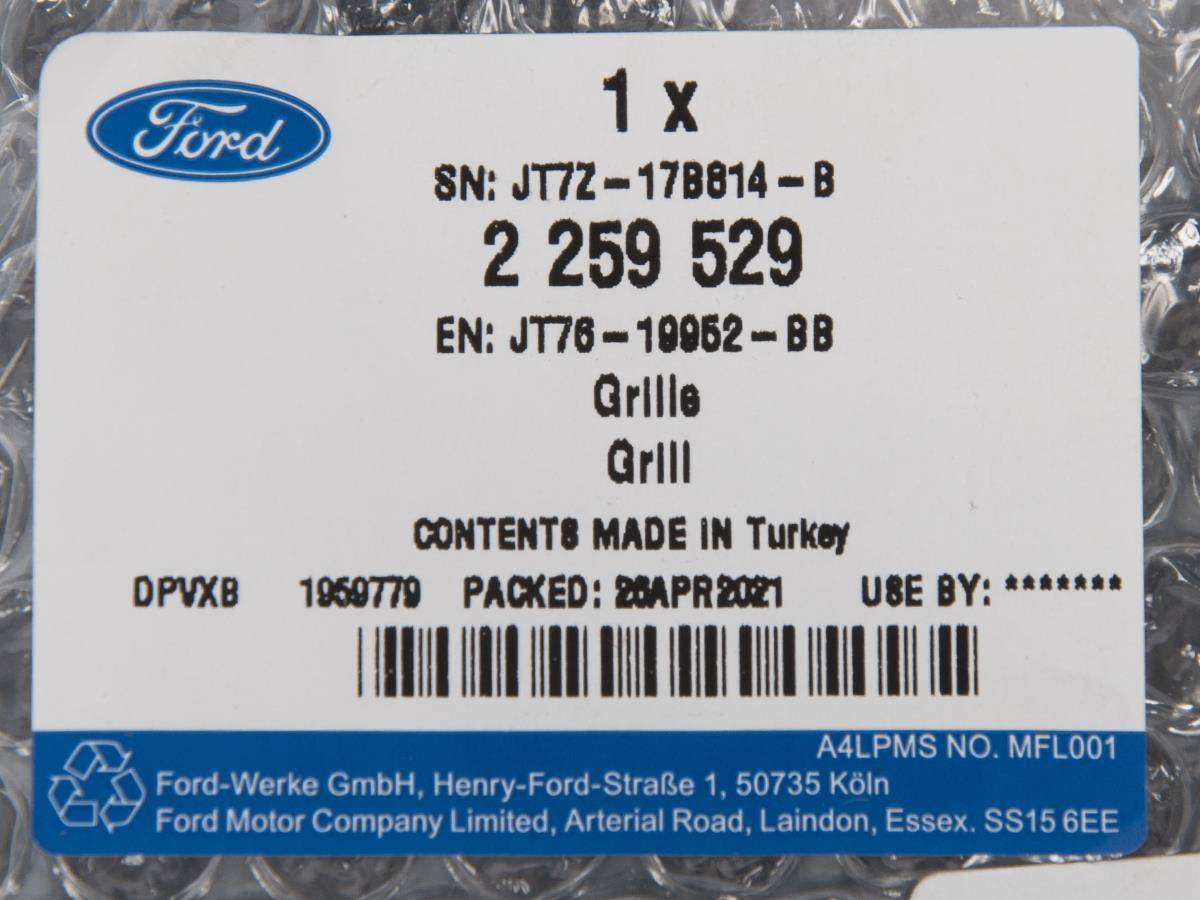 Ford
1 x
SN: JT7Z-17B814-B
2 259 529
EN: JT76-19952-BB
Grille
Grill
CONTENTS MADE IN Turkey
DPVXB 1959779 PACKED: 26APR2021 USE BY: *******
A4LPMS NO. MFL001
Ford-Werke GmbH, Henry-Ford-Straße 1, 50735 Köln
Ford Motor Company Limited, Arterial Road, Laindon, Essex. SS15 6EE